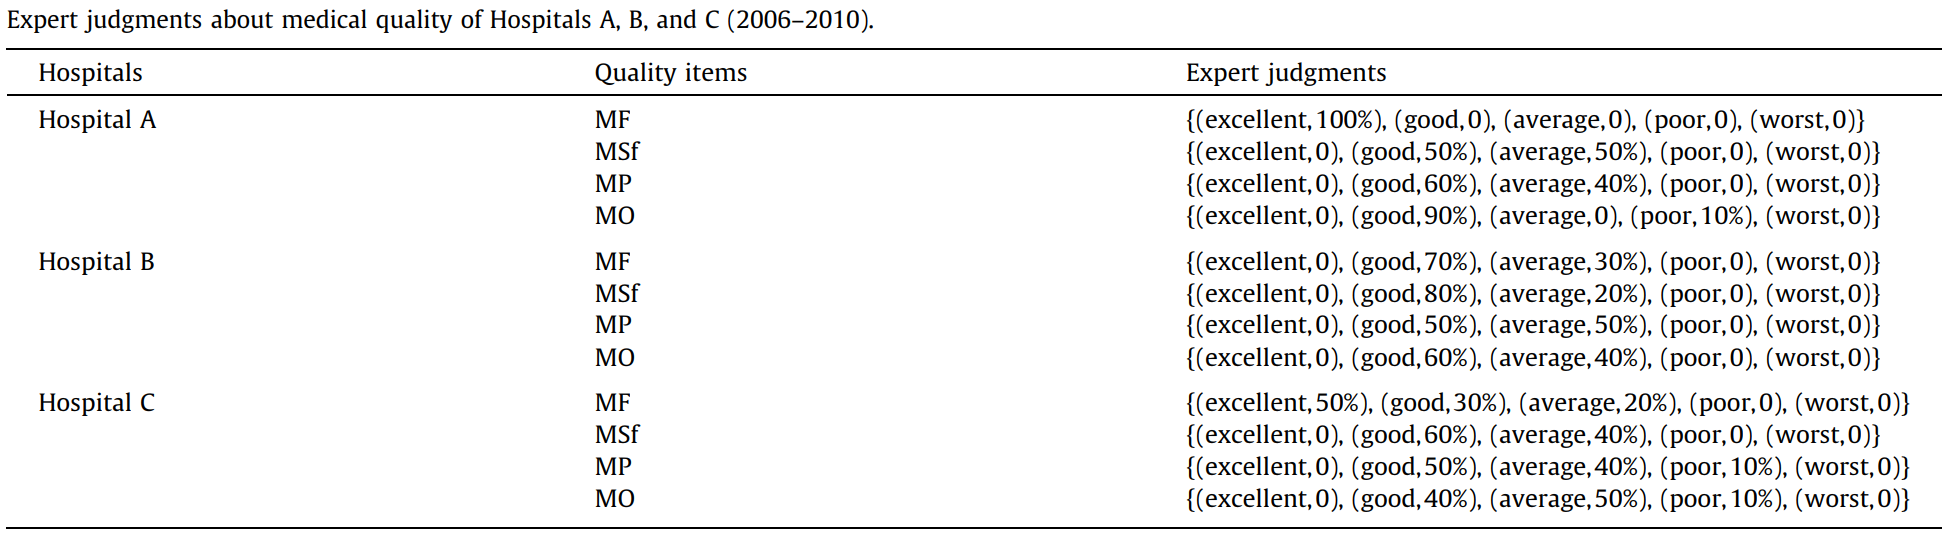 Expert judgments about medical quality of Hospitals A, B, and C (2006–2010).
Hospitals Quality items Expert judgments
Hospital A MF {(excellent,100%), (good,0), (average,0), (poor,0), (worst,0)}
MSf {(excellent,0), (good,50%), (average,50%), (poor,0), (worst,0)}
MP {(excellent,0), (good,60%), (average,40%), (poor,0), (worst,0)}
MO {(excellent,0), (good,90%), (average,0), (poor,10%), (worst,0)}
Hospital B MF {(excellent,0), (good,70%), (average,30%), (poor,0), (worst,0)}
MSf {(excellent,0), (good,80%), (average,20%), (poor,0), (worst,0)}
MP {(excellent,0), (good,50%), (average,50%), (poor,0), (worst,0)}
MO {(excellent,0), (good,60%), (average,40%), (poor,0), (worst,0)}
Hospital C MF {(excellent,50%), (good,30%), (average,20%), (poor,0), (worst,0)}
MSf {(excellent,0), (good,60%), (average,40%), (poor,0), (worst,0)}
MP {(excellent,0), (good,50%), (average,40%), (poor,10%), (worst,0)}
MO {(excellent,0), (good,40%), (average,50%), (poor,10%), (worst,0)}